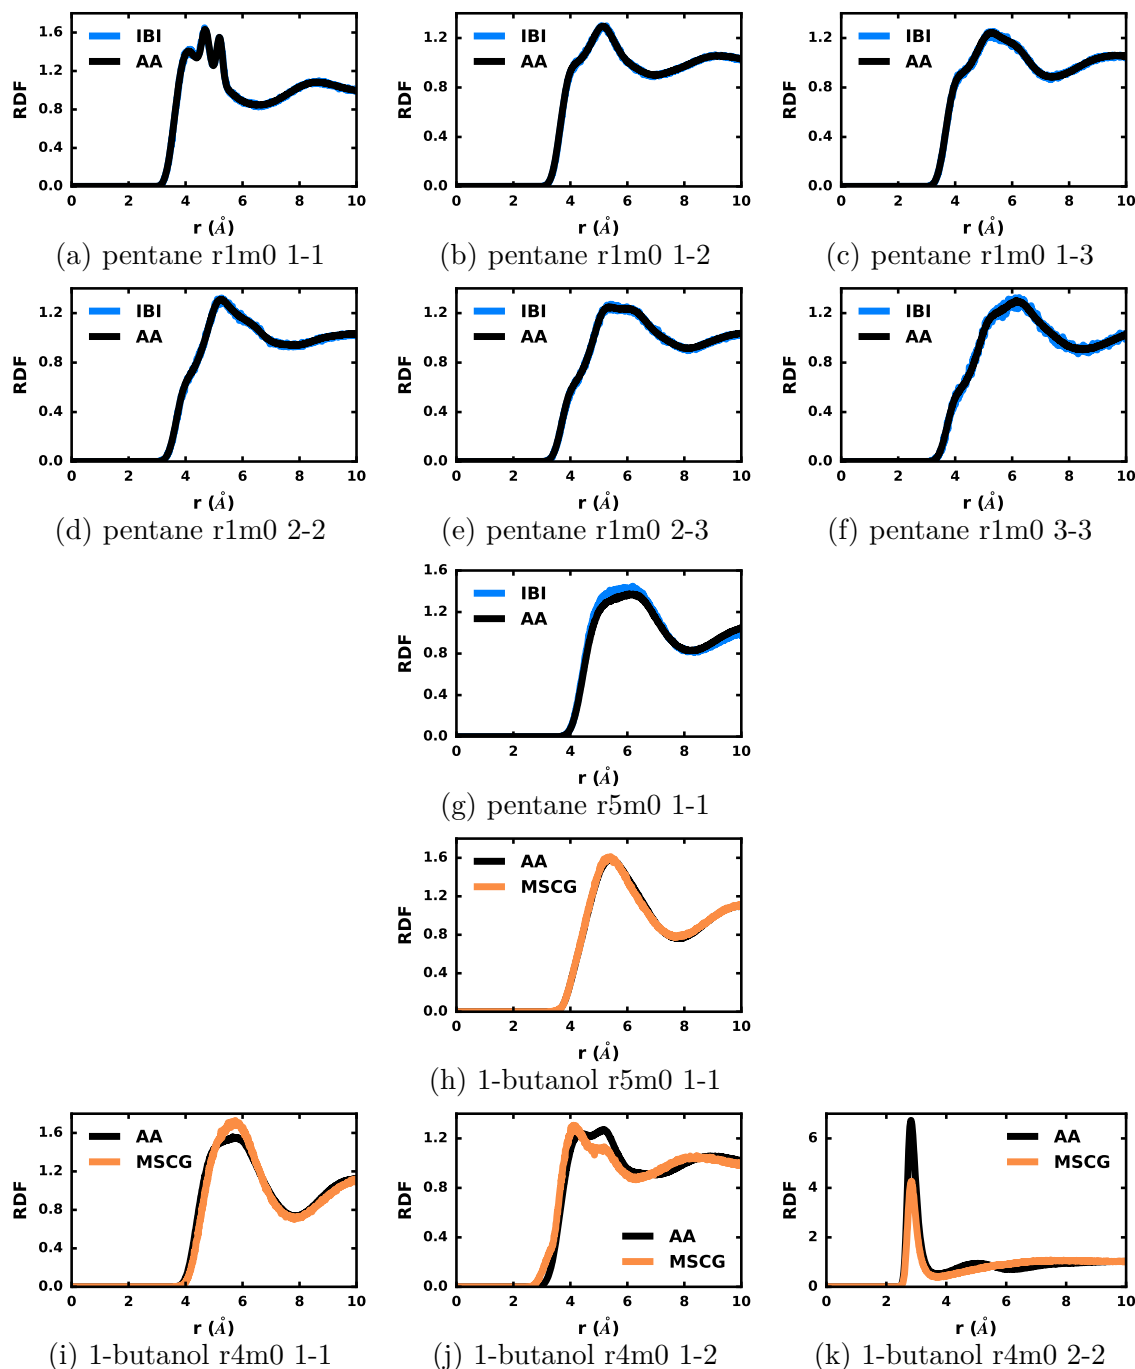 1.6
1.2
0.8
0.4
0.0
RDF
IBI
AA
0 2 4 6 8 10
r (Å)
(a) pentane r1m0 1-1
1.2
0.8
0.4
0.0
RDF
IBI
AA
0 2 4 6 8 10
r (Å)
(b) pentane r1m0 1-2
1.2
0.8
0.4
0.0
RDF
IBI
AA
0 2 4 6 8 10
r (Å)
(c) pentane r1m0 1-3
1.2
0.8
0.4
0.0
RDF
IBI
AA
0 2 4 6 8 10
r (Å)
(d) pentane r1m0 2-2
1.2
0.8
0.4
0.0
RDF
IBI
AA
0 2 4 6 8 10
r (Å)
(e) pentane r1m0 2-3
1.2
0.8
0.4
0.0
RDF
IBI
AA
0 2 4 6 8 10
r (Å)
(f) pentane r1m0 3-3
1.6
1.2
0.8
0.4
0.0
RDF
IBI
AA
0 2 4 6 8 10
r (Å)
(g) pentane r5m0 1-1
1.6
1.2
0.8
0.4
0.0
RDF
AA
MSCG
0 2 4 6 8 10
r (Å)
(h) 1-butanol r5m0 1-1
1.6
1.2
0.8
0.4
0.0
RDF
AA
MSCG
0 2 4 6 8 10
r (Å)
(i) 1-butanol r4m0 1-1
1.2
0.8
0.4
0.0
RDF
AA
MSCG
0 2 4 6 8 10
r (Å)
(j) 1-butanol r4m0 1-2
6
4
2
0
RDF
AA
MSCG
0 2 4 6 8 10
r (Å)
(k) 1-butanol r4m0 2-2